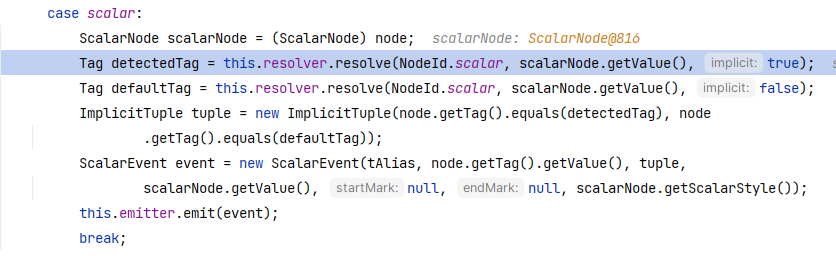 case scalar:
ScalarNode scalarNode = (ScalarNode) node;  scalarNode: ScalarNode@816
Tag detectedTag = this.resolver.resolve(NodeId.scalar, scalarNode.getValue(), implicit: true);
Tag defaultTag = this.resolver.resolve(NodeId.scalar, scalarNode.getValue(), implicit: false);
ImplicitTuple tuple = new ImplicitTuple(node.getTag().equals(detectedTag), node
.getTag().equals(defaultTag));
ScalarEvent event = new ScalarEvent(tAlias, node.getTag().getValue(), tuple,
scalarNode.getValue(), startMark: null, endMark: null, scalarNode.getScalarStyle());
this.emitter.emit(event);
break;